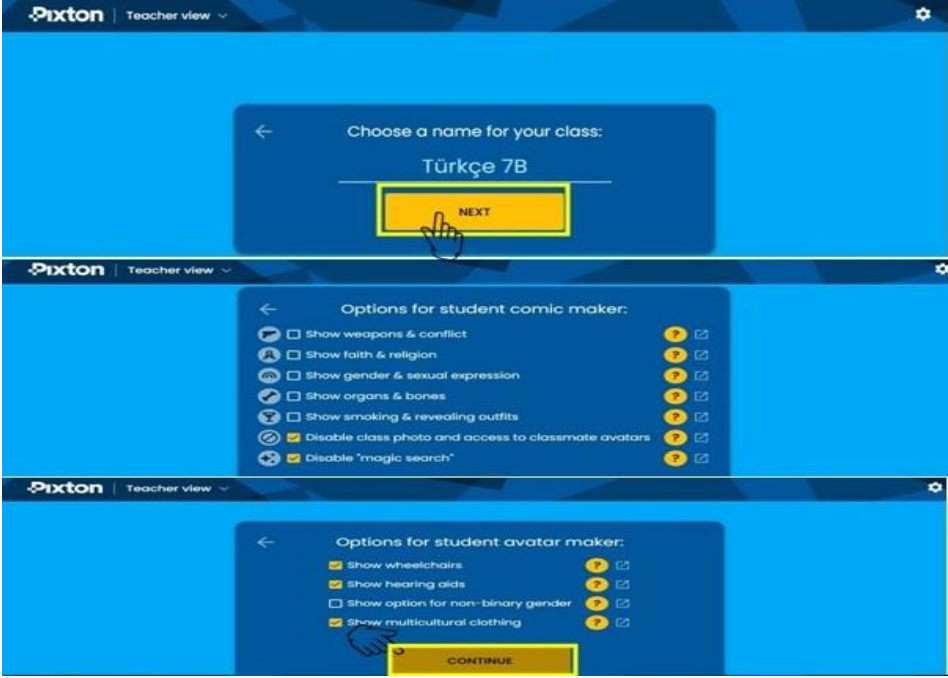 Pixton | Teacher view
Choose a name for your class:
Türkçe 7B
NEXT
Pixton | Teacher view
Options for student comic maker:
Show weapons & conflict ?
Show faith & religion ?
Show gender & sexual expression ?
Show organs & bones ?
Show smoking & revealing outfits ?
Disable class photo and access to classmate avatars ?
Disable "magic search" ?
Pixton | Teacher view
Options for student avatar maker:
Show wheelchairs ?
Show hearing aids ?
Show option for non-binary gender ?
Show multicultural clothing ?
CONTINUE